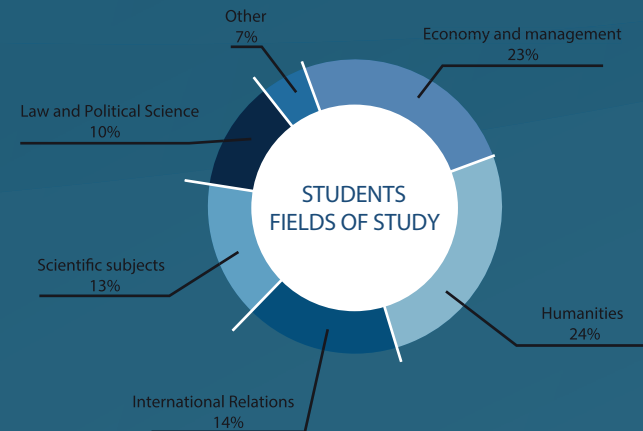 Other
7%
Economy and management
23%
Law and Political Science
10%
STUDENTS
FIELDS OF STUDY
Scientific subjects
13%
Humanities
24%
International Relations
14%